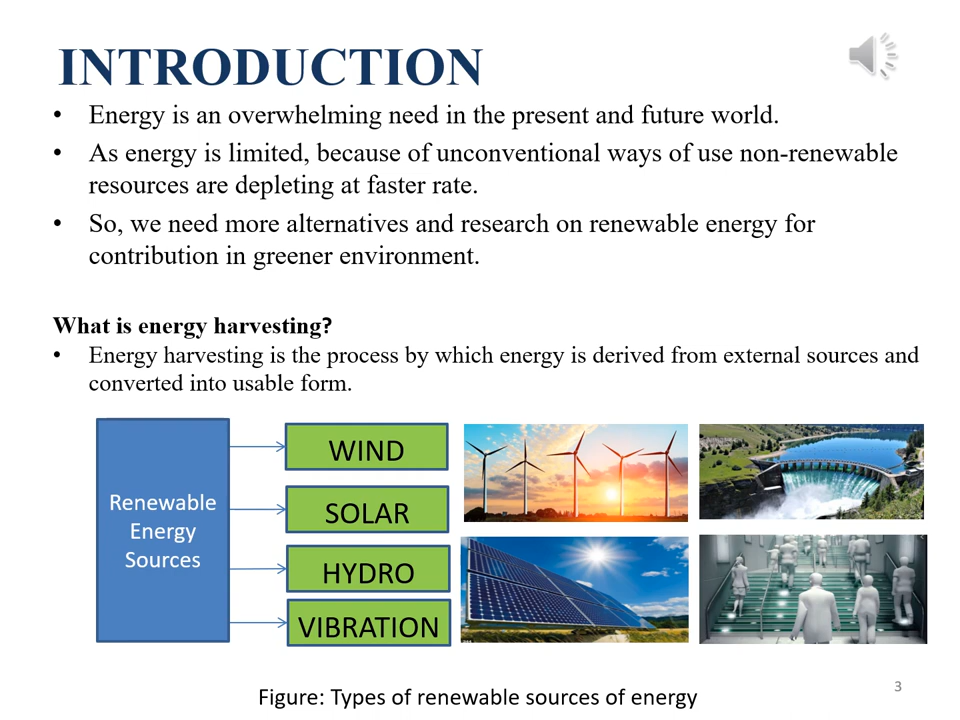 INTRODUCTION
• Energy is an overwhelming need in the present and future world.
• As energy is limited, because of unconventional ways of use non-renewable
resources are depleting at faster rate.
• So, we need more alternatives and research on renewable energy for
contribution in greener environment.
What is energy harvesting?
• Energy harvesting is the process by which energy is derived from external sources and
converted into usable form.
Renewable
Energy
Sources
WIND
SOLAR
HYDRO
VIBRATION
Figure: Types of renewable sources of energy
3